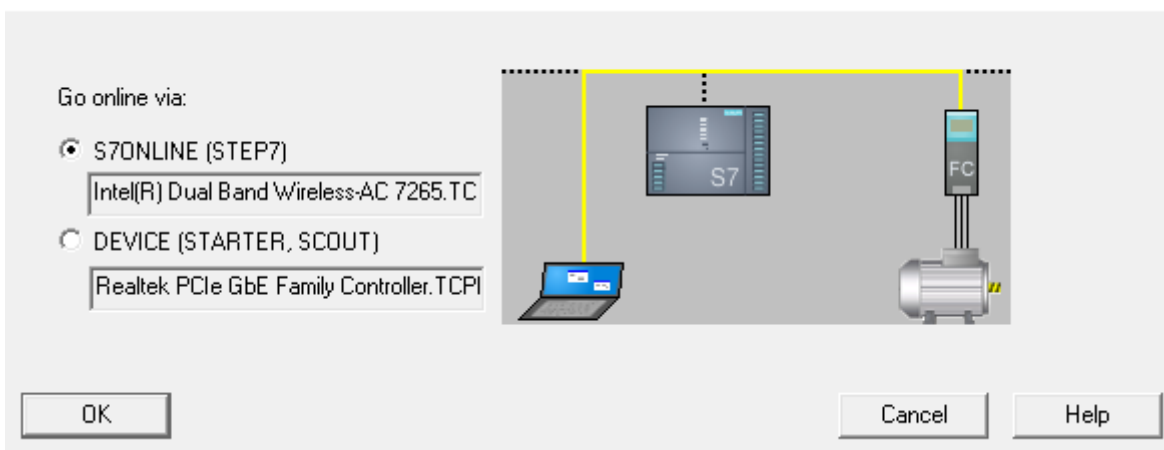 Go online via:
S7ONLINE (STEP7)
Intel(R) Dual Band Wireless-AC 7265.TC
DEVICE (STARTER, SCOUT)
Realtek PCIe GbE Family Controller.TCPI
S7
FC
OK
Cancel
Help